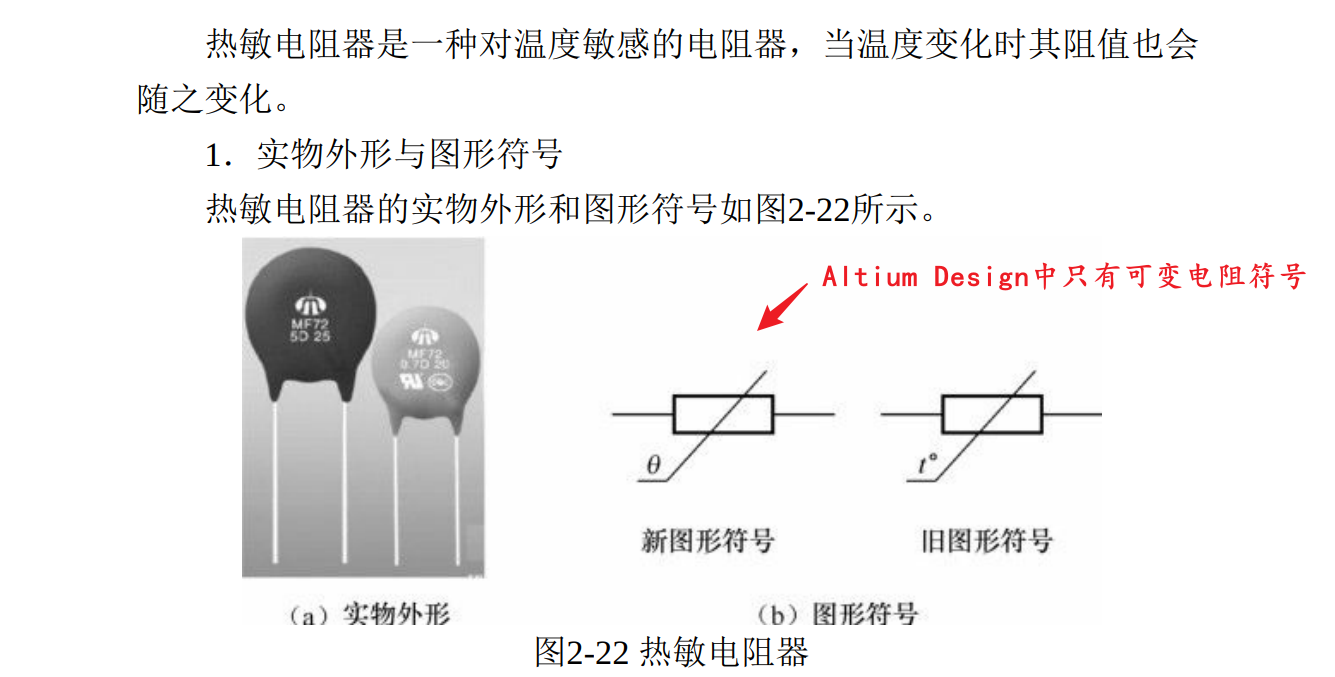 热敏电阻器是一种对温度敏感的电阻器，当温度变化时其阻值也会
随之变化。
1．实物外形与图形符号
热敏电阻器的实物外形和图形符号如图2-22所示。
Altium Design中只有可变电阻符号
MF72
5D 25
MF72
0.7D 20
θ
t°
新图形符号
旧图形符号
（a）实物外形
（b）图形符号
图2-22 热敏电阻器